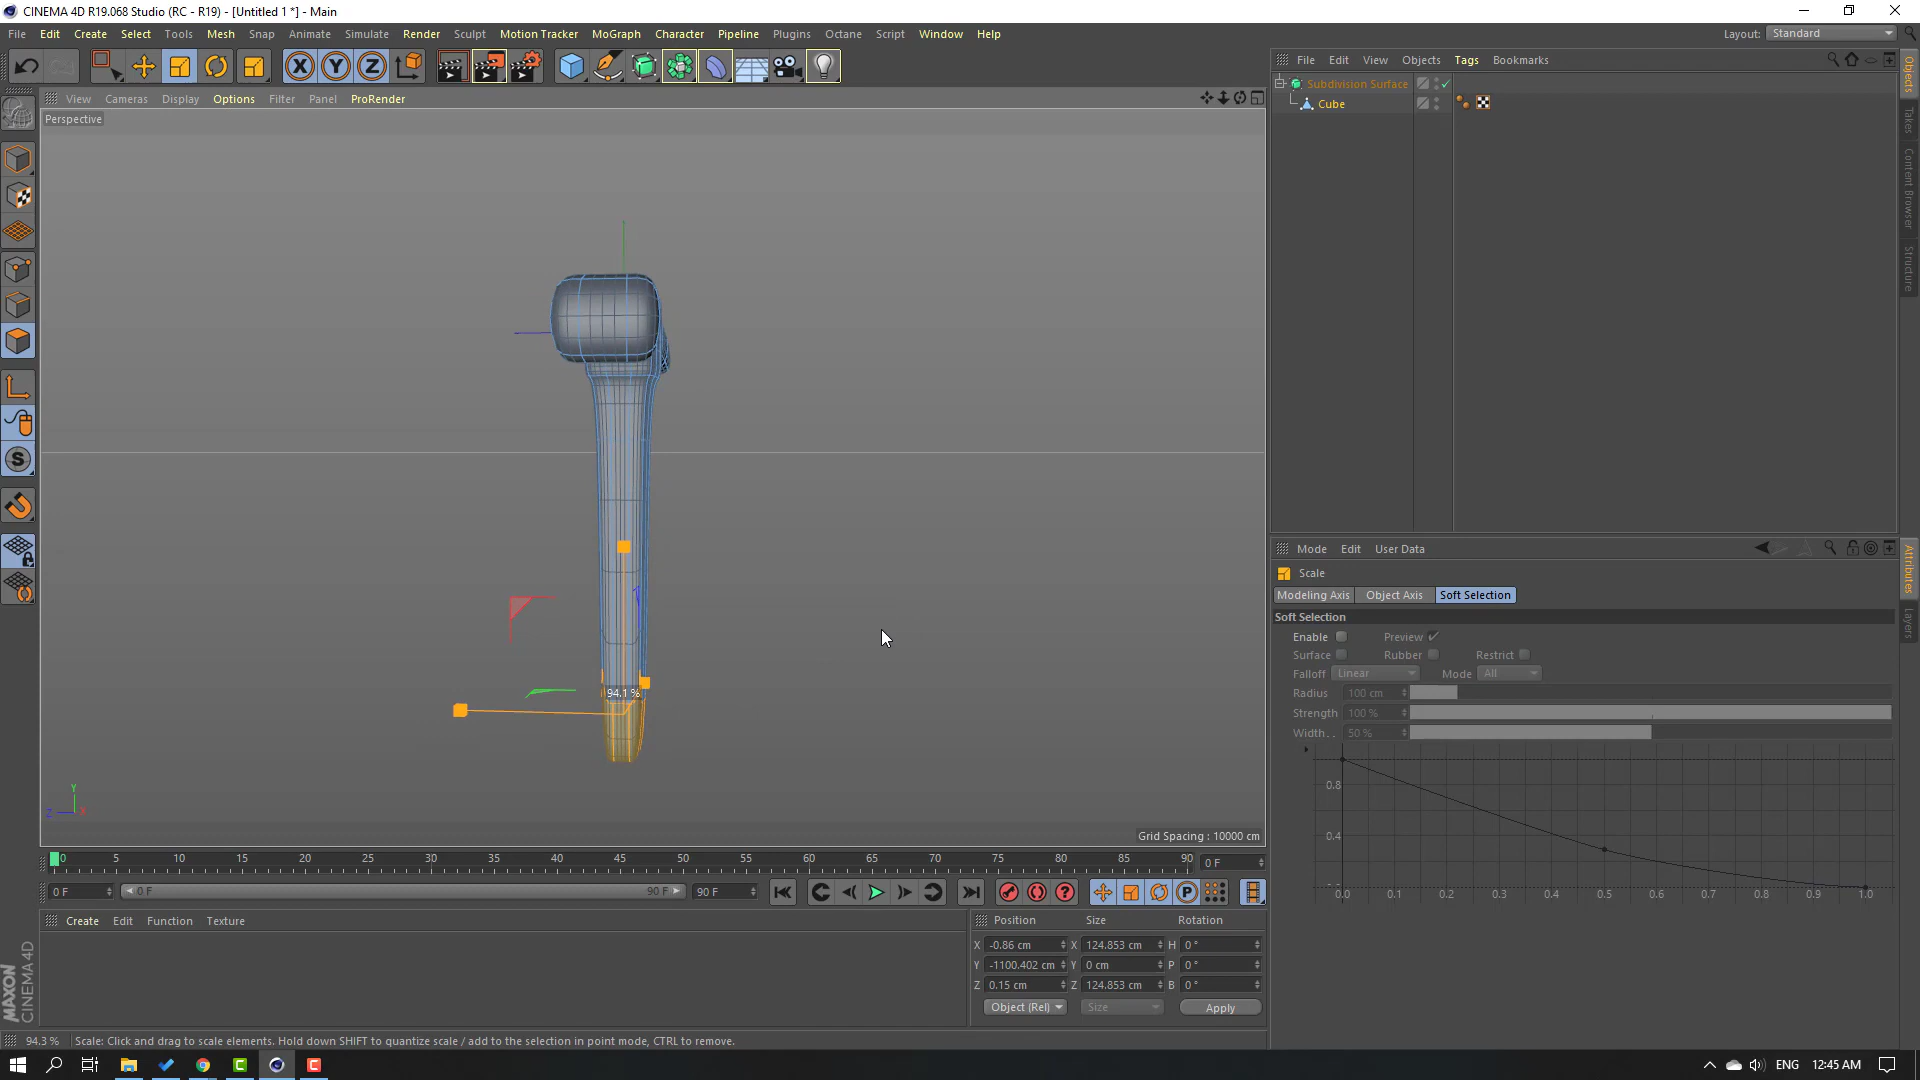 CINEMA 4D R19.068 Studio (RC - R19) - [Untitled 1 *] - Main
File Edit Create Select Tools Mesh Snap Animate Simulate Render Sculpt Motion Tracker MoGraph Character Pipeline Plugins Octane Script Window Help
Layout: Standard
File Edit View Objects Tags Bookmarks
View Cameras Display Options Filter Panel ProRender
Perspective
Subdivision Surface
Cube
Objects
Takes
Content Browser
Structure
Mode Edit User Data
Scale
Modeling Axis Object Axis Soft Selection
Soft Selection
Enable Preview
Surface Rubber Restrict
Falloff Linear Mode All
Radius 100 cm
Strength 100 %
Width . . 50 %
0.8
0.4
0.0 0.1 0.2 0.3 0.4 0.5 0.6 0.7 0.8 0.9 1.0
Attributes
Layers
94.1 %
Y
Z X
Grid Spacing : 10000 cm
0 5 10 15 20 25 30 35 40 45 50 55 60 65 70 75 80 85 90 0 F
0 F 0 F 90 F 90 F
Create Edit Function Texture
Position Size Rotation
X -0.86 cm X 124.853 cm H 0 °
Y -1100.402 cm Y 0 cm P 0 °
Z 0.15 cm Z 124.853 cm B 0 °
Object (Rel) Size Apply
MAXON
CINEMA 4D
94.3 % Scale: Click and drag to scale elements. Hold down SHIFT to quantize scale / add to the selection in point mode, CTRL to remove.
ENG 12:45 AM